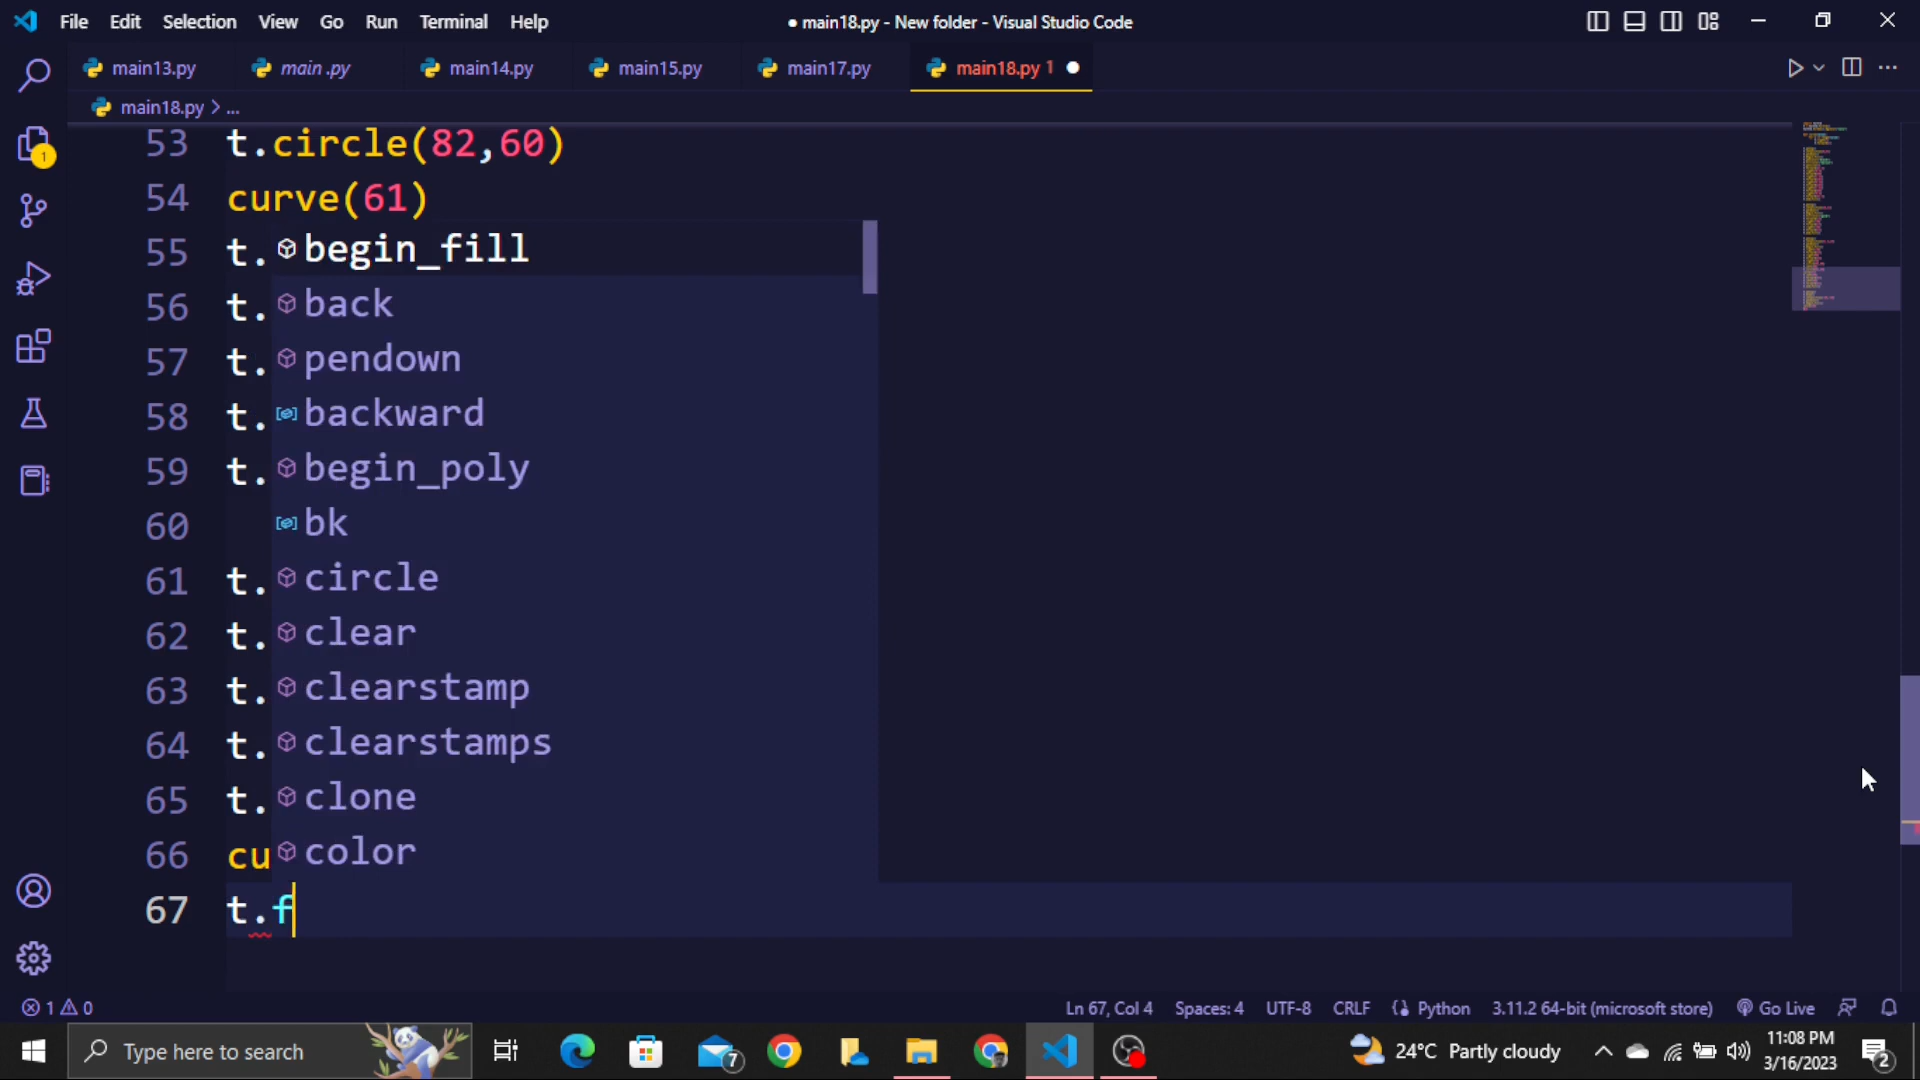 File Edit Selection View Go Run Terminal Help
● main18.py - New folder - Visual Studio Code
main13.py main .py main14.py main15.py main17.py main18.py 1
main18.py > ...
53 t.circle(82,60)
54 curve(61)
55 t. begin_fill
56 t. back
57 t. pendown
58 t. backward
59 t. begin_poly
60 bk
61 t. circle
62 t. clear
63 t. clearstamp
64 t. clearstamps
65 t. clone
66 cu color
67 t.f
1
1 0
Ln 67, Col 4 Spaces: 4 UTF-8 CRLF Python 3.11.2 64-bit (microsoft store) Go Live
Type here to search
7
24°C Partly cloudy
11:08 PM
3/16/2023
2